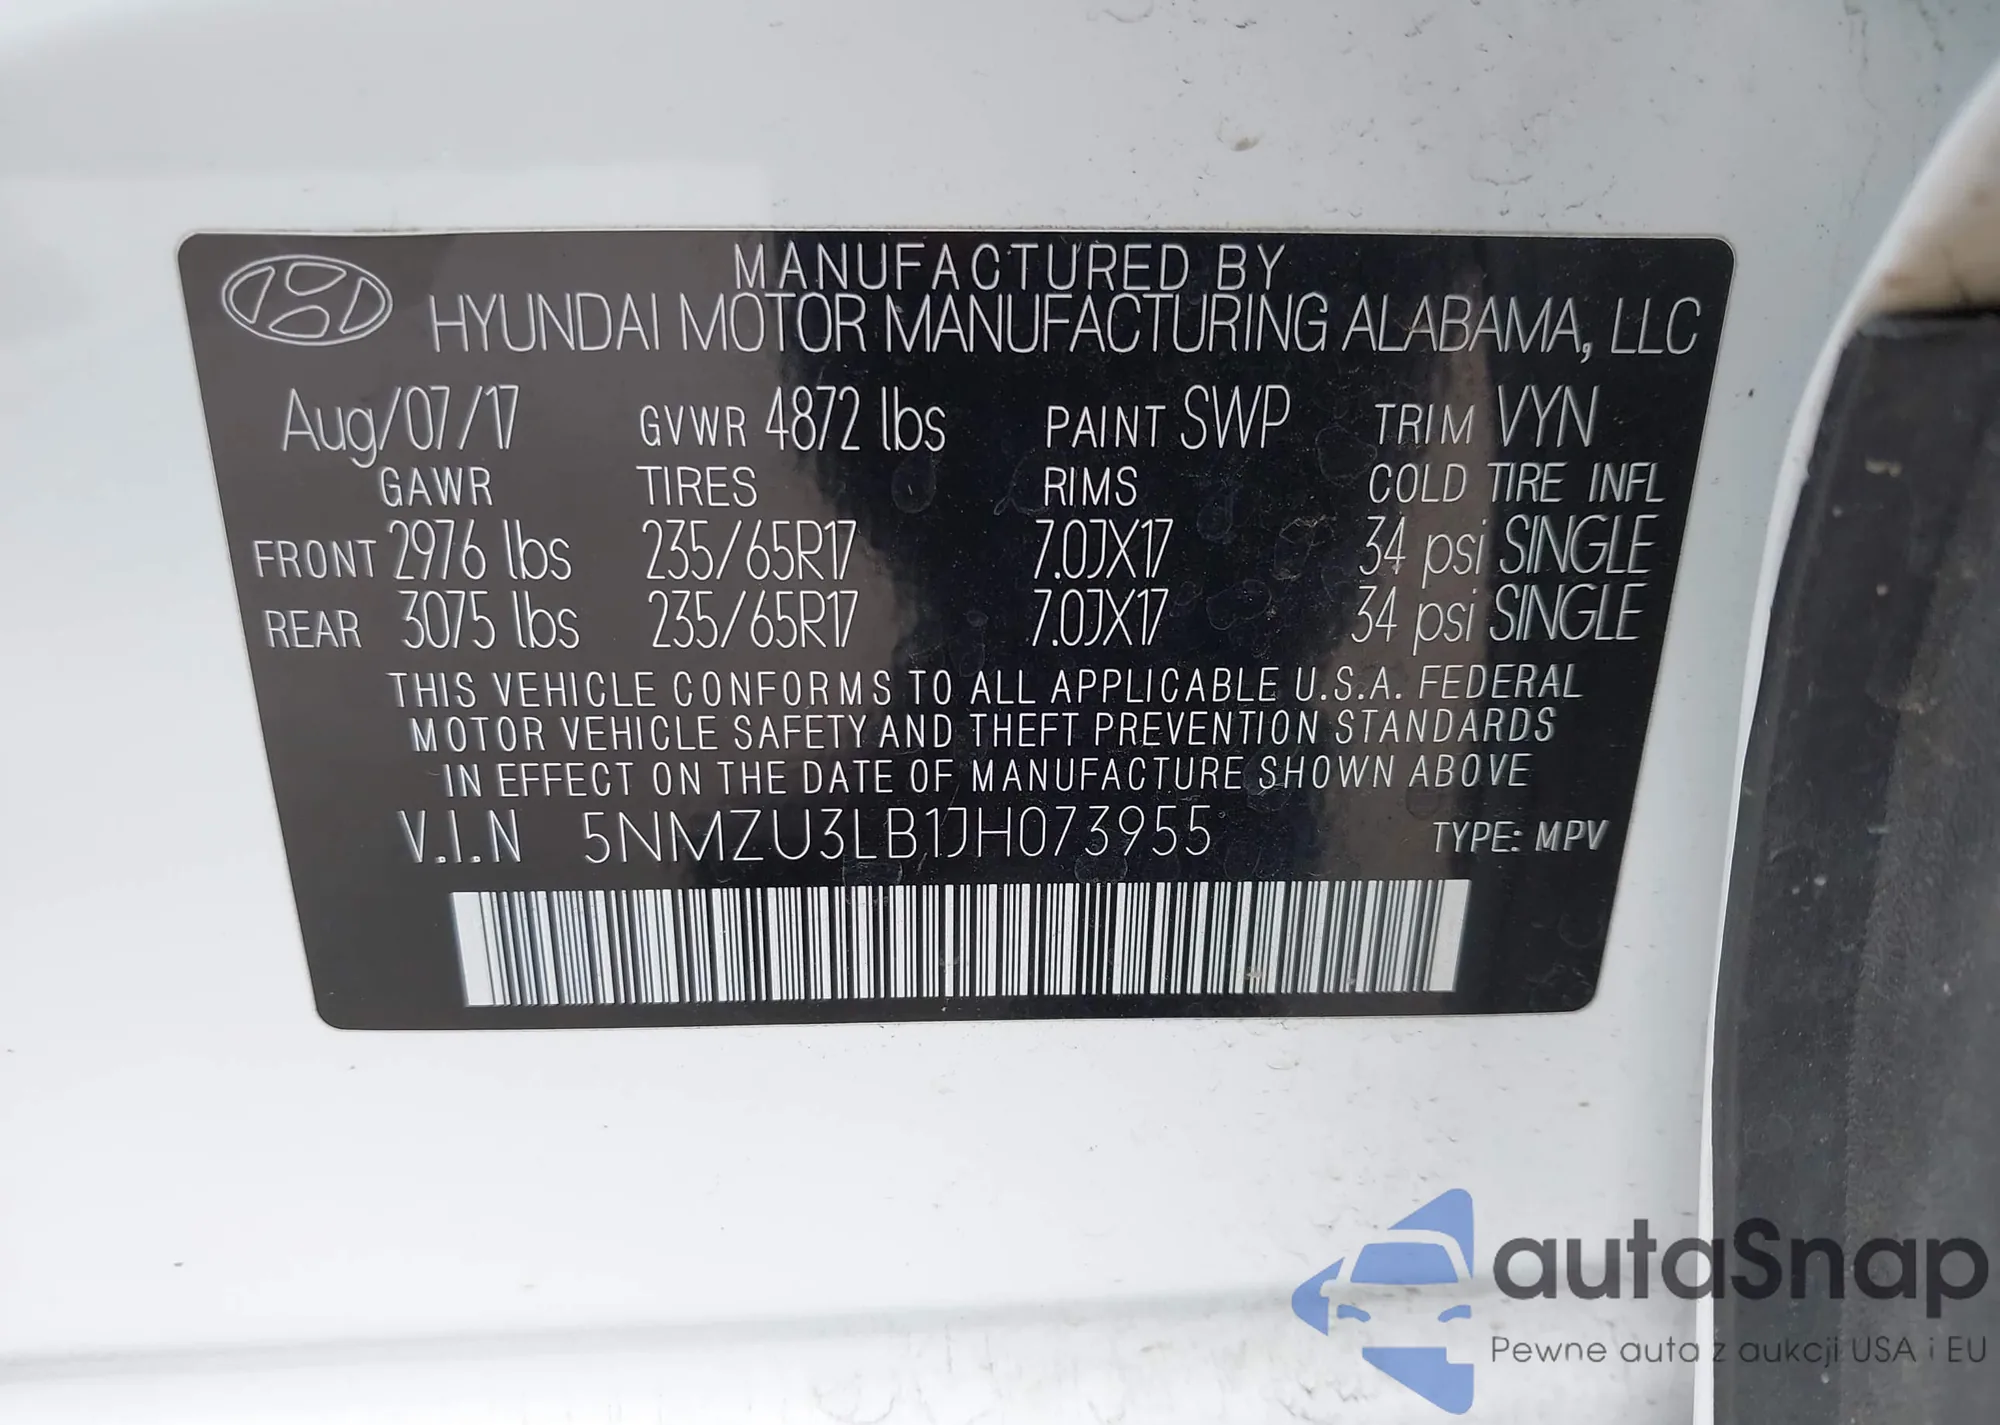 MANUFACTURED BY
HYUNDAI MOTOR MANUFACTURING ALABAMA, LLC
Aug/07/17 GVWR 4872 lbs PAINT SWP TRIM VYN
GAWR TIRES RIMS COLD TIRE INFL
FRONT 2976 lbs 235/65R17 7.0JX17 34 psi SINGLE
REAR 3075 lbs 235/65R17 7.0JX17 34 psi SINGLE
THIS VEHICLE CONFORMS TO ALL APPLICABLE U.S.A. FEDERAL
MOTOR VEHICLE SAFETY AND THEFT PREVENTION STANDARDS
IN EFFECT ON THE DATE OF MANUFACTURE SHOWN ABOVE
V.I.N 5NMZU3LB1JH073955 TYPE: MPV
autaSnap
Pewne auta z aukcji USA i EU